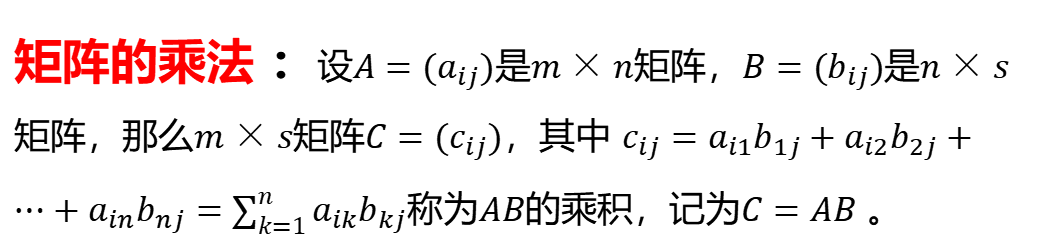 矩阵的乘法：设A = (a_{ij})是m × n矩阵，B = (b_{ij})是n × s
矩阵，那么m × s矩阵C = (c_{ij})，其中 c_{ij} = a_{i1}b_{1j} + a_{i2}b_{2j} +
⋯ + a_{in}b_{nj} = ∑_{k=1}^{n} a_{ik}b_{kj}称为AB的乘积，记为C = AB 。